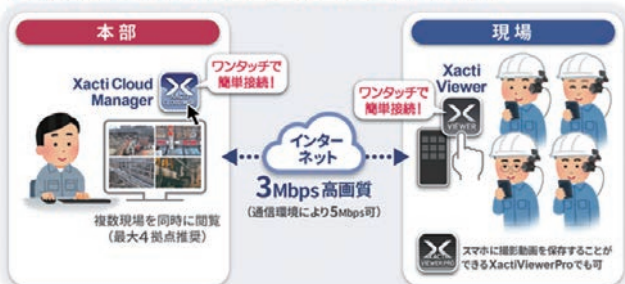 本部
Xacti Cloud
Manager
ワンタッチで
簡単接続!
複数現場を同時に閲覧
(最大4拠点推奨)
インター
ネット
3Mbps高画質
(通信環境により5Mbps可)
現場
Xacti
Viewer
ワンタッチで
簡単接続!
VIEWER
VIEWER PRO
スマホに撮影動画を保存することが
できるXactiViewerProでも可